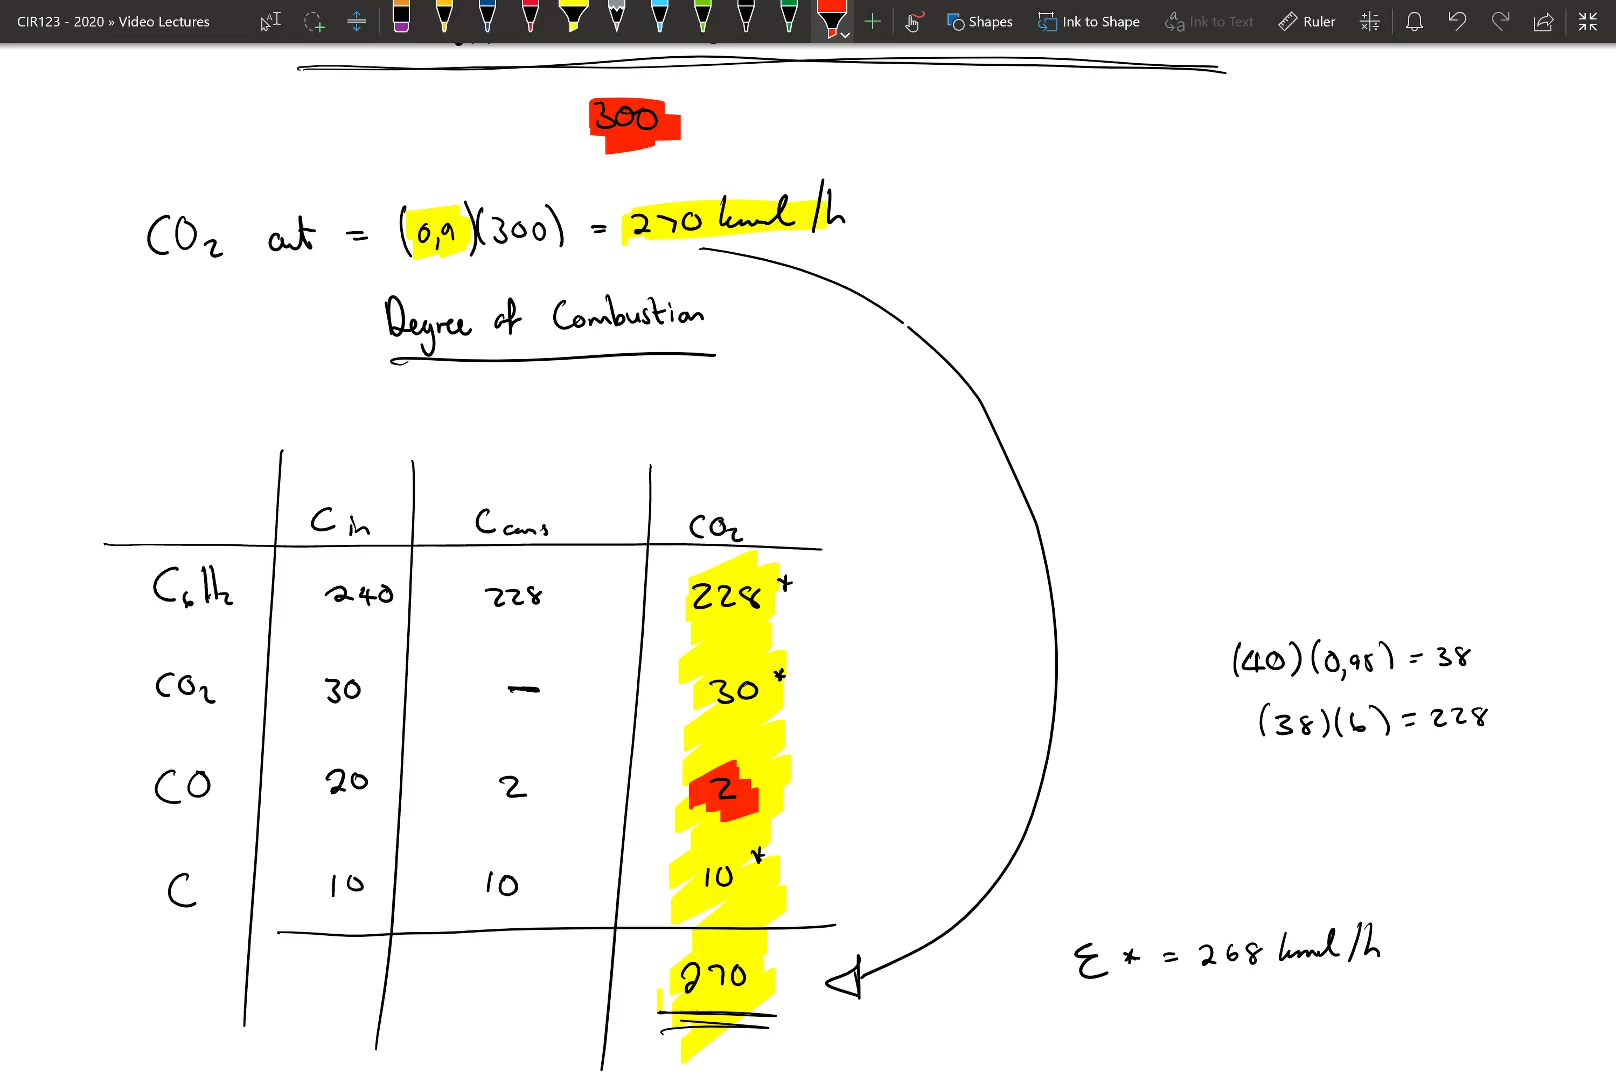 CIR123 - 2020 » Video Lectures
Shapes
Ink to Shape
Ink to Text
Ruler
300
CO₂ out = (0,9)(300) = 270 kmol/h
Degree of Combustion
C in C cons CO₂
C₆H₂ 240 228 228 *
CO₂ 30 – 30 *
CO 20 2 2
C 10 10 10 *
270
(40)(0,95) = 38
(38)(6) = 228
Σ * = 268 kmol/h